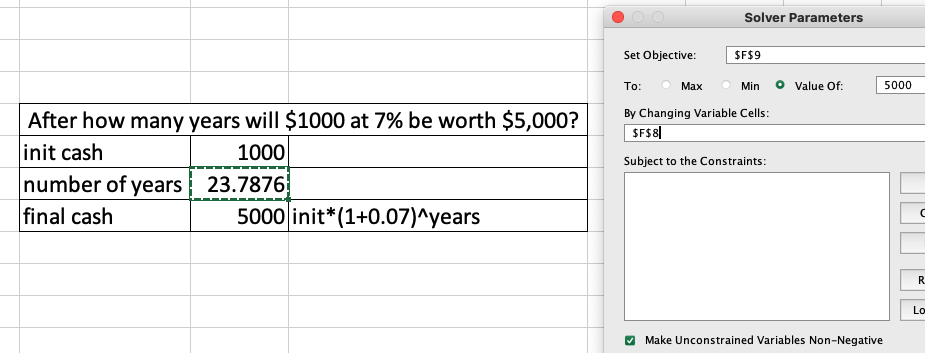 After how many years will $1000 at 7% be worth $5,000?
init cash 1000
number of years 23.7876
final cash 5000 init*(1+0.07)^years
Solver Parameters
Set Objective: $F$9
To: Max Min Value Of: 5000
By Changing Variable Cells:
$F$8
Subject to the Constraints:
R
Lo
Make Unconstrained Variables Non-Negative